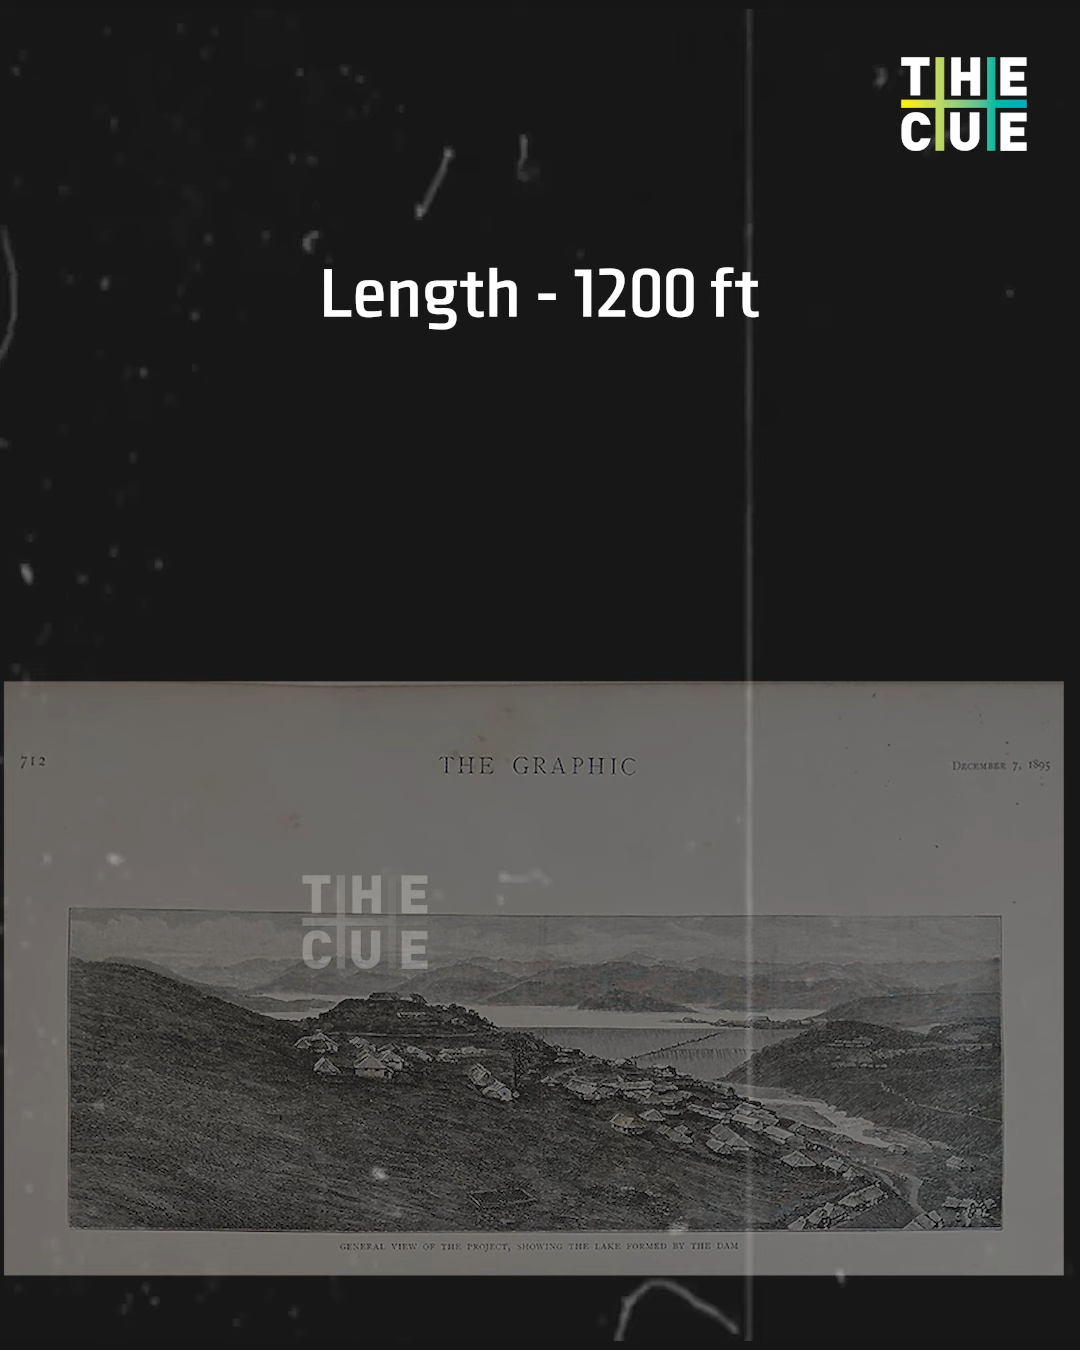 THE
CUE
Length - 1200 ft
712
THE GRAPHIC
DECEMBER 7, 1895
THE
CUE
GENERAL VIEW OF THE PROJECT, SHOWING THE LAKE FORMED BY THE DAM